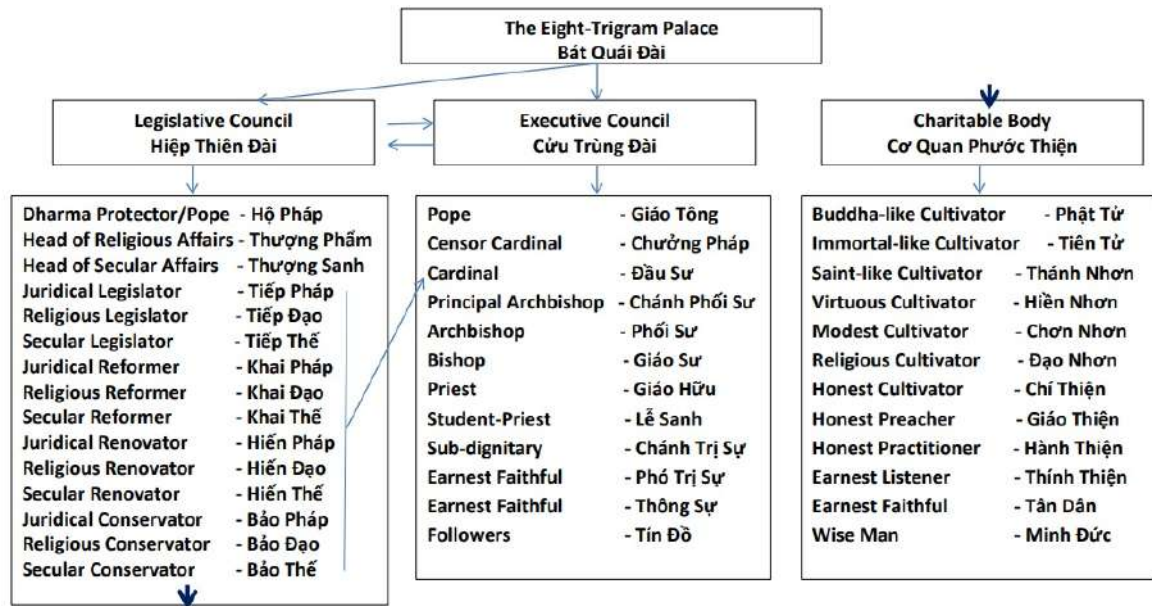 The Eight-Trigram Palace
Bát Quái Đài
Legislative Council
Hiệp Thiên Đài
Executive Council
Cửu Trùng Đài
Charitable Body
Cơ Quan Phước Thiện
Dharma Protector/Pope - Hộ Pháp
Head of Religious Affairs - Thượng Phẩm
Head of Secular Affairs - Thượng Sanh
Juridical Legislator - Tiếp Pháp
Religious Legislator - Tiếp Đạo
Secular Legislator - Tiếp Thế
Juridical Reformer - Khai Pháp
Religious Reformer - Khai Đạo
Secular Reformer - Khai Thế
Juridical Renovator - Hiến Pháp
Religious Renovator - Hiến Đạo
Secular Renovator - Hiến Thế
Juridical Conservator - Bảo Pháp
Religious Conservator - Bảo Đạo
Secular Conservator - Bảo Thế
Pope - Giáo Tông
Censor Cardinal - Chưởng Pháp
Cardinal - Đầu Sư
Principal Archbishop - Chánh Phối Sư
Archbishop - Phối Sư
Bishop - Giáo Sư
Priest - Giáo Hữu
Student-Priest - Lễ Sanh
Sub-dignitary - Chánh Trị Sự
Earnest Faithful - Phó Trị Sự
Earnest Faithful - Thông Sự
Followers - Tín Đồ
Buddha-like Cultivator - Phật Tử
Immortal-like Cultivator - Tiên Tử
Saint-like Cultivator - Thánh Nhơn
Virtuous Cultivator - Hiền Nhơn
Modest Cultivator - Chơn Nhơn
Religious Cultivator - Đạo Nhơn
Honest Cultivator - Chí Thiện
Honest Preacher - Giáo Thiện
Honest Practitioner - Hành Thiện
Earnest Listener - Thính Thiện
Earnest Faithful - Tân Dân
Wise Man - Minh Đức